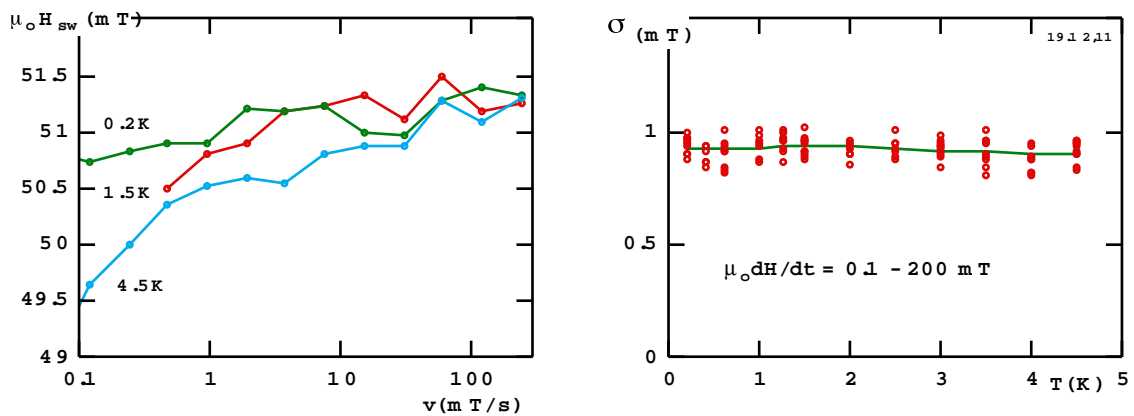 μoHsw(mT)
51.5
51
50.5
50
49.5
49
0.2K
1.5K
4.5K
0.1
1
10
100
v(mT/s)
σ (mT)
19.12.11
1
0.5
0
μodH/dt = 0.1 - 200 mT
0
1
2
3
4
5
T(K)